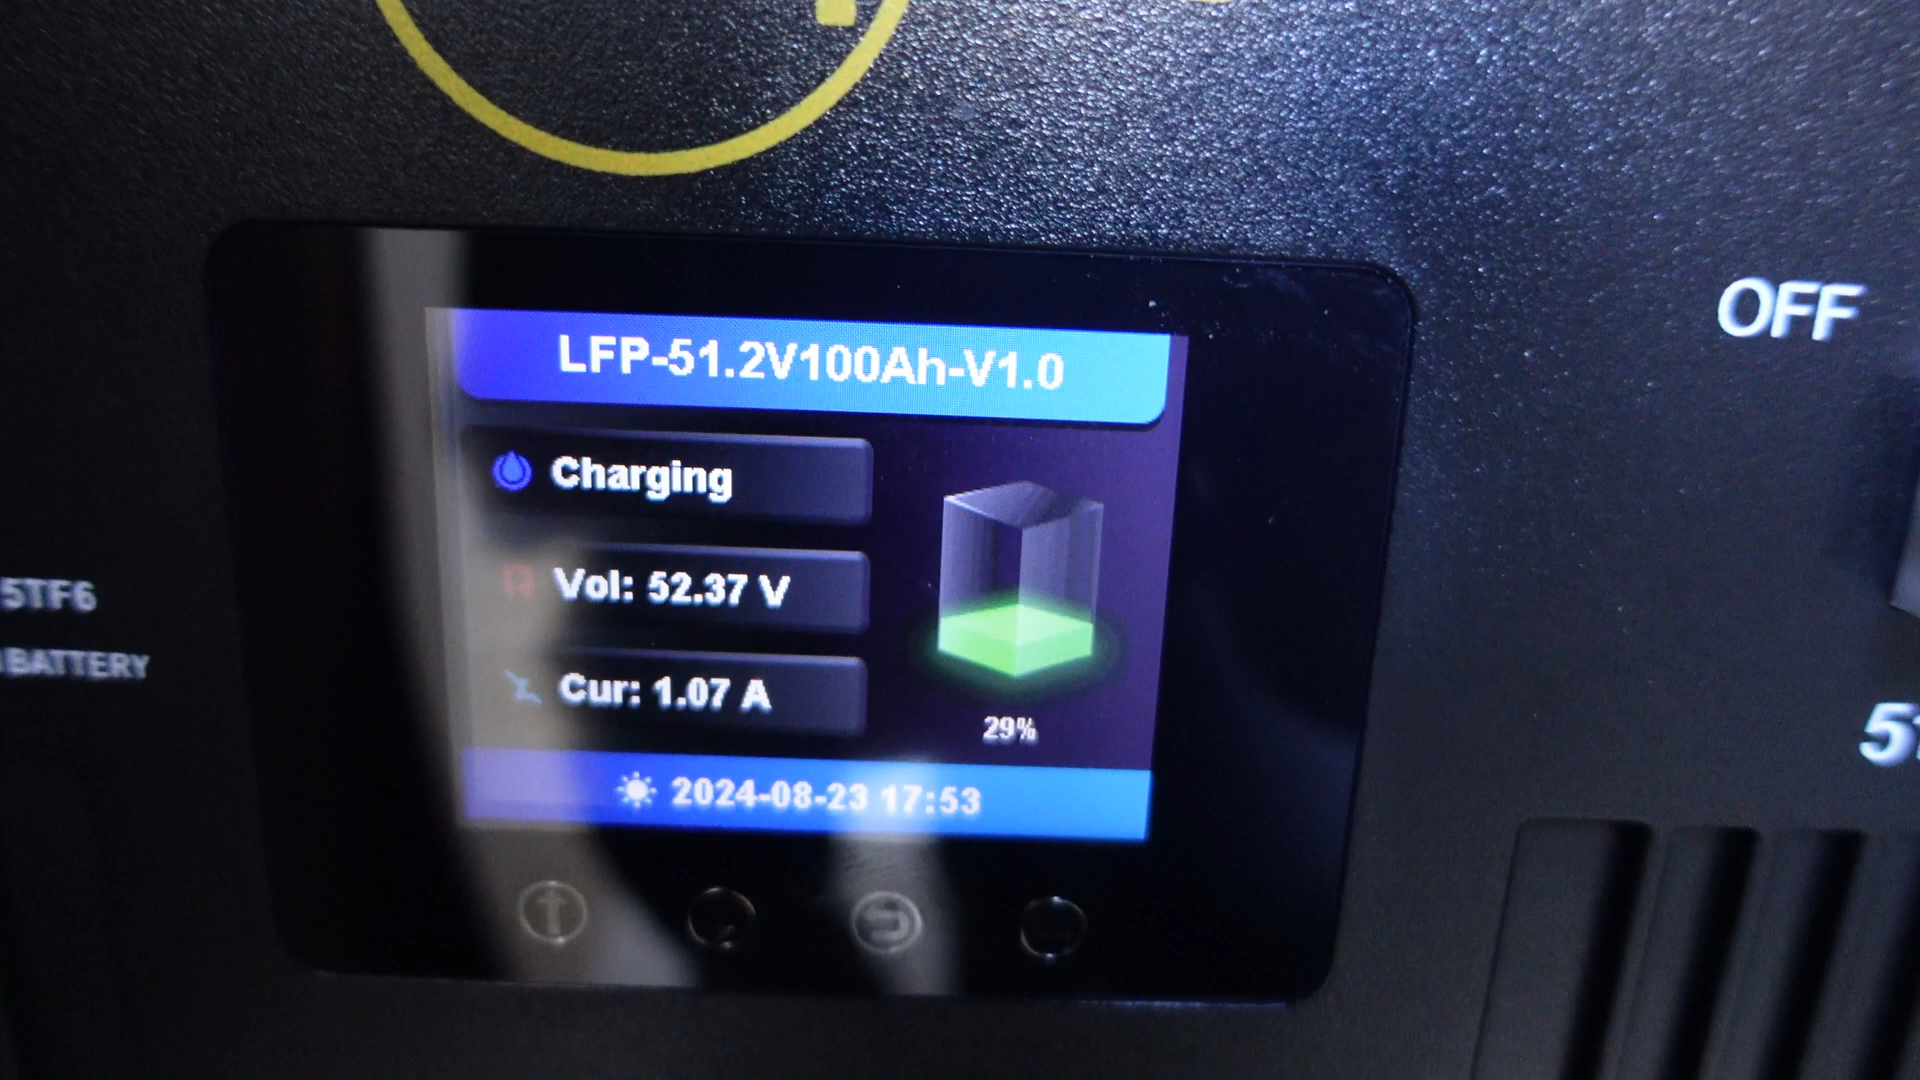 OFF
LFP-51.2V100Ah-V1.0
Charging
Vol: 52.37 V
5TF6
BATTERY
Cur: 1.07 A
29%
2024-08-23 17:53